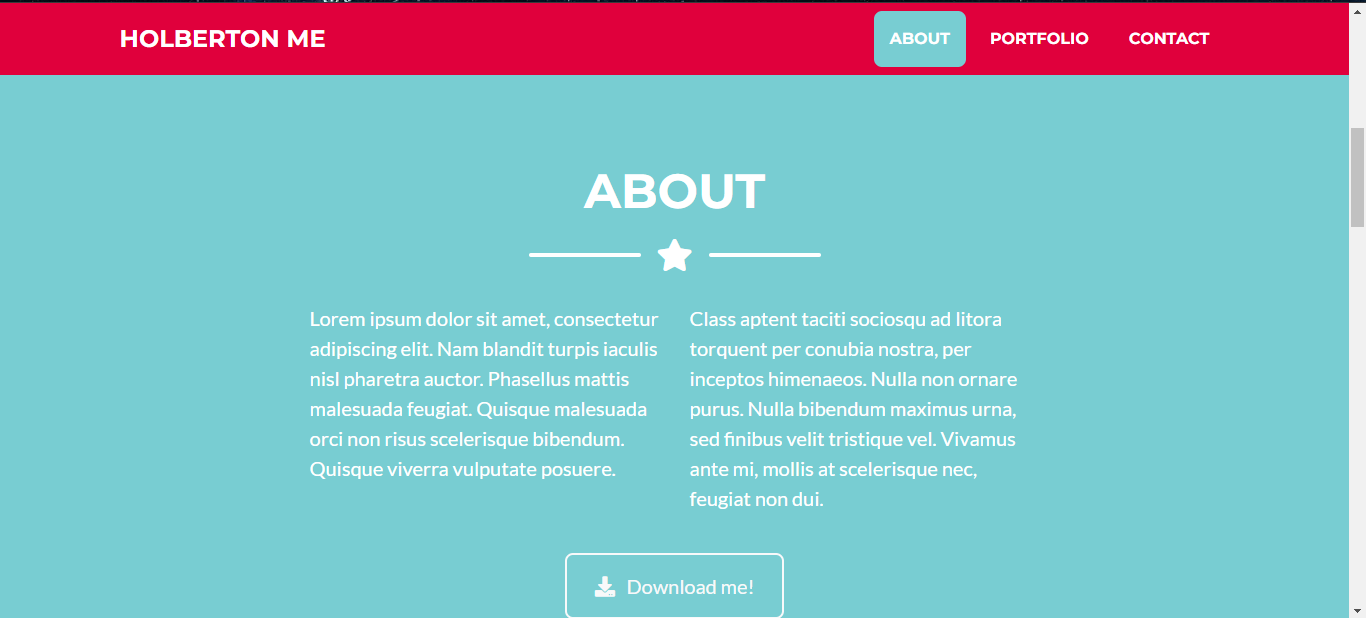 HOLBERTON ME
ABOUT
PORTFOLIO
CONTACT
ABOUT
Lorem ipsum dolor sit amet, consectetur
adipiscing elit. Nam blandit turpis iaculis
nisl pharetra auctor. Phasellus mattis
malesuada feugiat. Quisque malesuada
orci non risus scelerisque bibendum.
Quisque viverra vulputate posuere.
Class aptent taciti sociosqu ad litora
torquent per conubia nostra, per
inceptos himenaeos. Nulla non ornare
purus. Nulla bibendum maximus urna,
sed finibus velit tristique vel. Vivamus
ante mi, mollis at scelerisque nec,
feugiat non dui.
Download me!